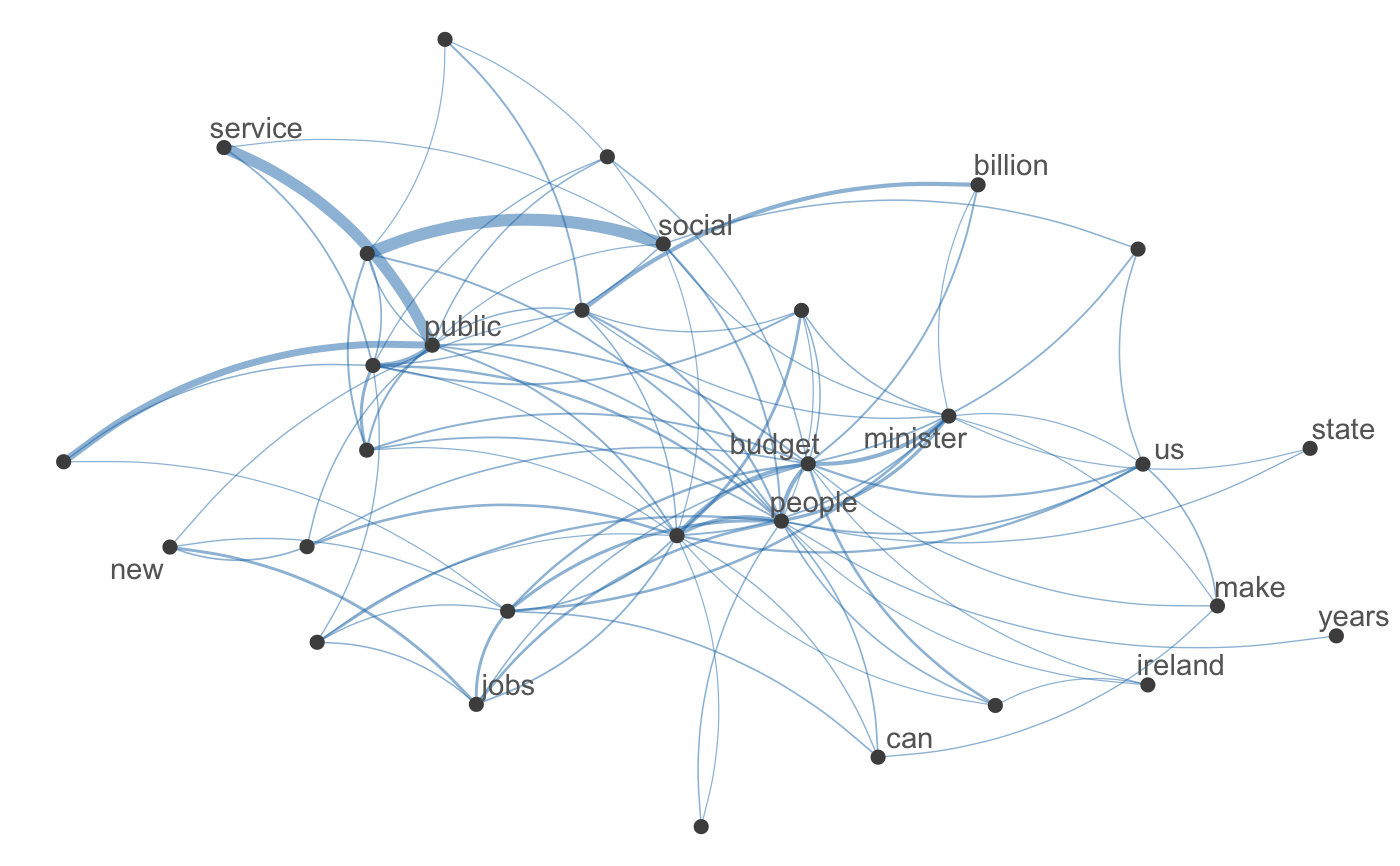 service
billion
social
public
budget
minister
state
us
people
new
make
years
ireland
jobs
can